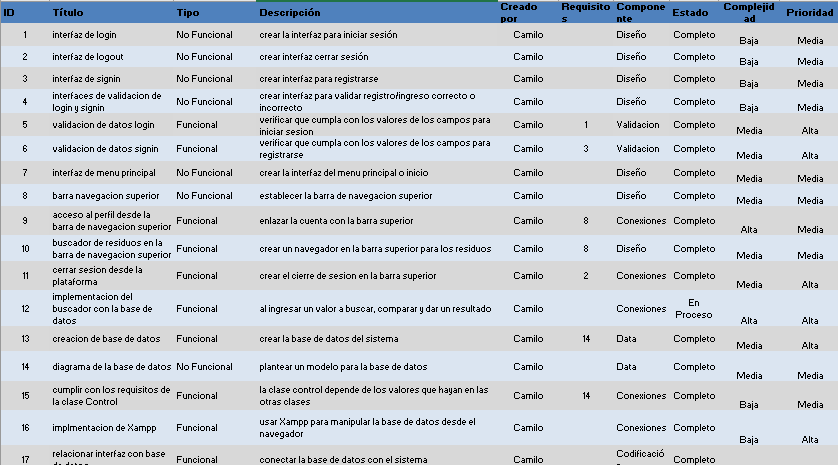 ID Título Tipo Descripción Creado por Requisitos Componente Estado Complejidad Prioridad
1 interfaz de login No Funcional crear la interfaz para iniciar sesión Camilo Diseño Completo Baja Media
2 interfaz de logout No Funcional crear interfaz cerrar sesión Camilo Diseño Completo Baja Media
3 interfaz de signin No Funcional crear interfaz para registrarse Camilo Diseño Completo Baja Media
4 interfaces de validacion de login y signin No Funcional crear interfaz para validar registro/ingreso correcto o incorrecto Camilo Diseño Completo Baja Media
5 validacion de datos login Funcional verificar que cumpla con los valores de los campos para iniciar sesion Camilo 1 Validacion Completo Media Alta
6 validacion de datos signin Funcional verificar que cumpla con los valores de los campos para registrarse Camilo 3 Validacion Completo Media Alta
7 interfaz de menu principal No Funcional crear la interfaz del menu principal o inicio Camilo Diseño Completo Media Media
8 barra navegacion superior No Funcional establecer la barra de navegacion superior Camilo Diseño Completo Media Media
9 acceso al perfil desde la barra de navegacion superior Funcional enlazar la cuenta con la barra superior Camilo 8 Conexiones Completo Alta Media
10 buscador de residuos en la barra de navegacion superior Funcional crear un navegador en la barra superior para los residuos Camilo 8 Diseño Completo Media Media
11 cerrar sesion desde la plataforma Funcional crear el cierre de sesion en la barra superior Camilo 2 Conexiones Completo Media Alta
12 implementacion del buscador con la base de datos Funcional al ingresar un valor a buscar, comparar y dar un resultado Camilo Conexiones En Proceso Alta Alta
13 creacion de base de datos Funcional crear la base de datos del sistema Camilo 14 Data Completo Media Alta
14 diagrama de la base de datos No Funcional plantear un modelo para la base de datos Camilo Data Completo Media Media
15 cumplir con los requisitos de la clase Control Funcional la clase control depende de los valores que hayan en las otras clases Camilo 14 Conexiones Completo Baja Media
16 implmentacion de Xampp Funcional usar Xampp para manipular la base de datos desde el navegador Camilo Conexiones Completo Baja Alta
17 relacionar interfaz con base Funcional conectar la base de datos con el sistema Camilo Codificació Completo